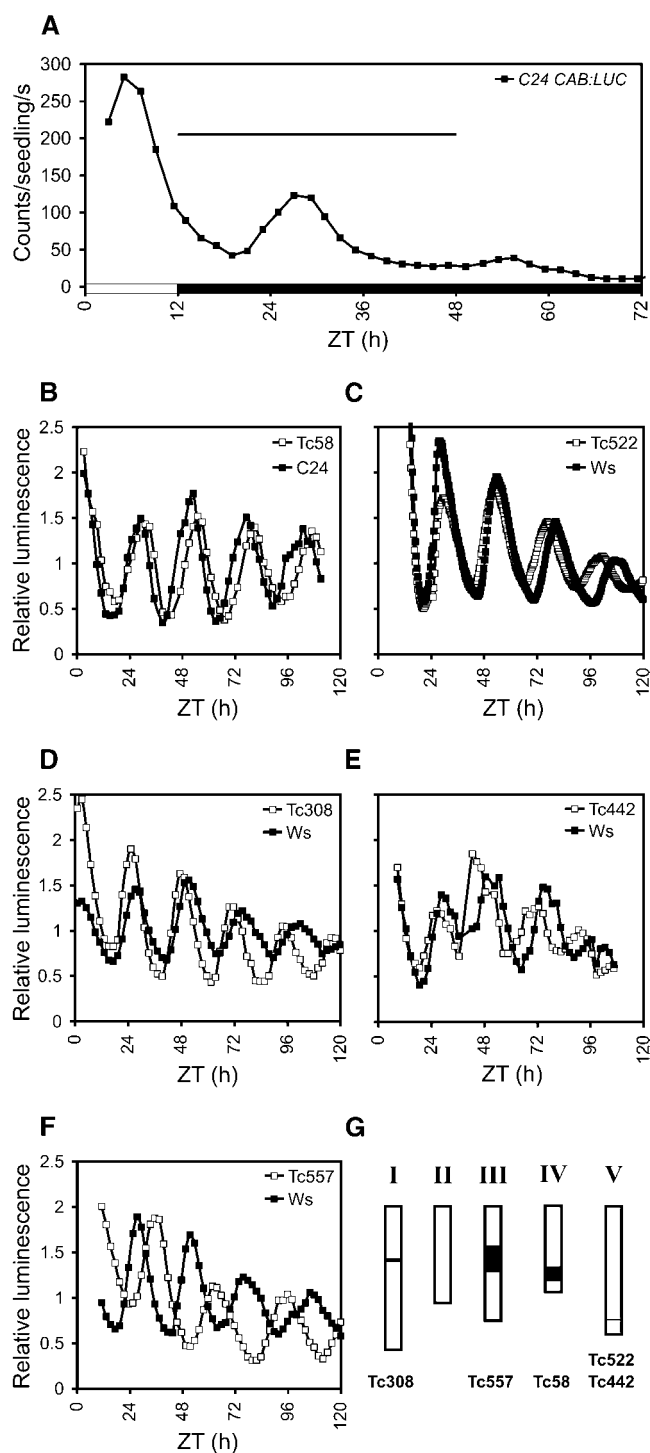 A
300
250
200
150
100
50
0
Counts/seedling/s
C24 CAB:LUC
0
12
24
36
48
60
72
ZT (h)
B
2.5
2
1.5
1
0.5
0
Relative luminescence
Tc58
C24
0
24
48
72
96
120
ZT (h)
C
Tc522
Ws
0
24
48
72
96
120
ZT (h)
D
2.5
2
1.5
1
0.5
0
Relative luminescence
Tc308
Ws
0
24
48
72
96
120
ZT (h)
E
Tc442
Ws
0
24
48
72
96
120
ZT (h)
F
2.5
2
1.5
1
0.5
0
Relative luminescence
Tc557
Ws
0
24
48
72
96
120
ZT (h)
G
I II III IV V
Tc522
Tc308 Tc557 Tc58 Tc442